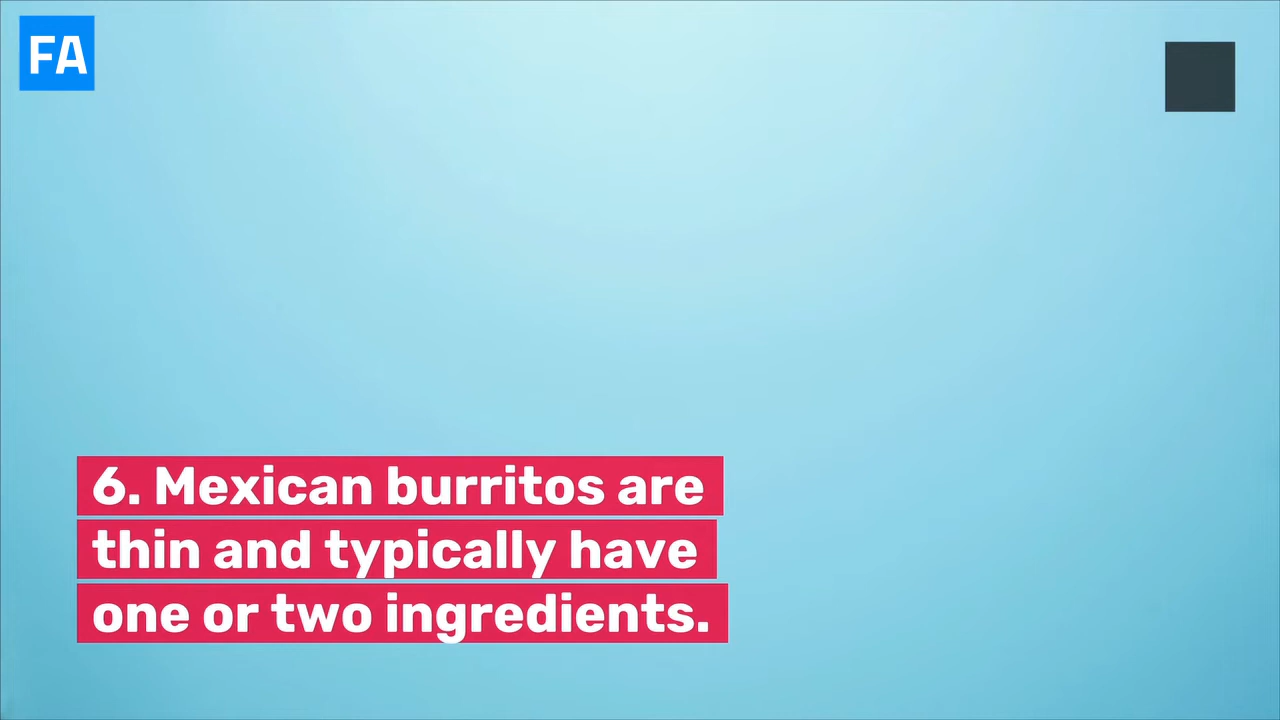 FA
6. Mexican burritos are
thin and typically have
one or two ingredients.